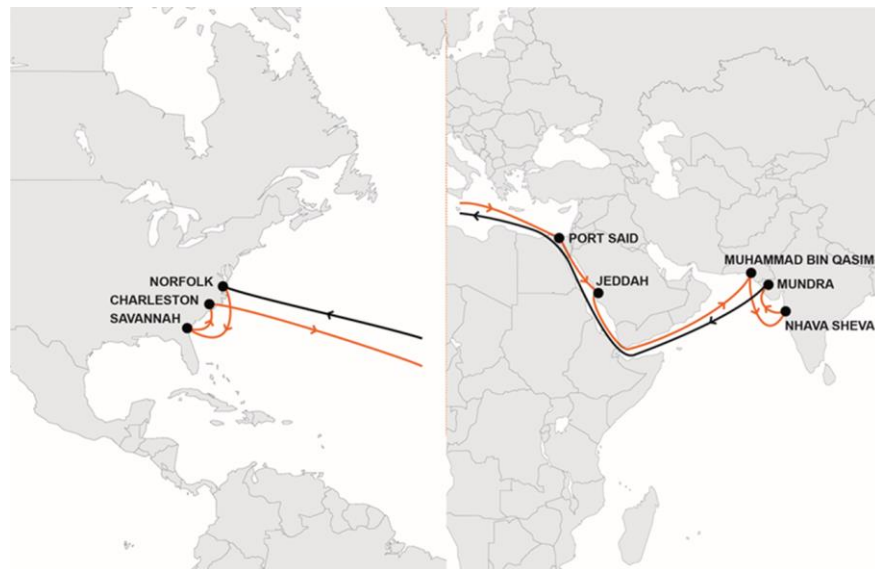 NORFOLK
CHARLESTON
SAVANNAH
PORT SAID
JEDDAH
MUHAMMAD BIN QASIM
MUNDRA
NHAVA SHEVA